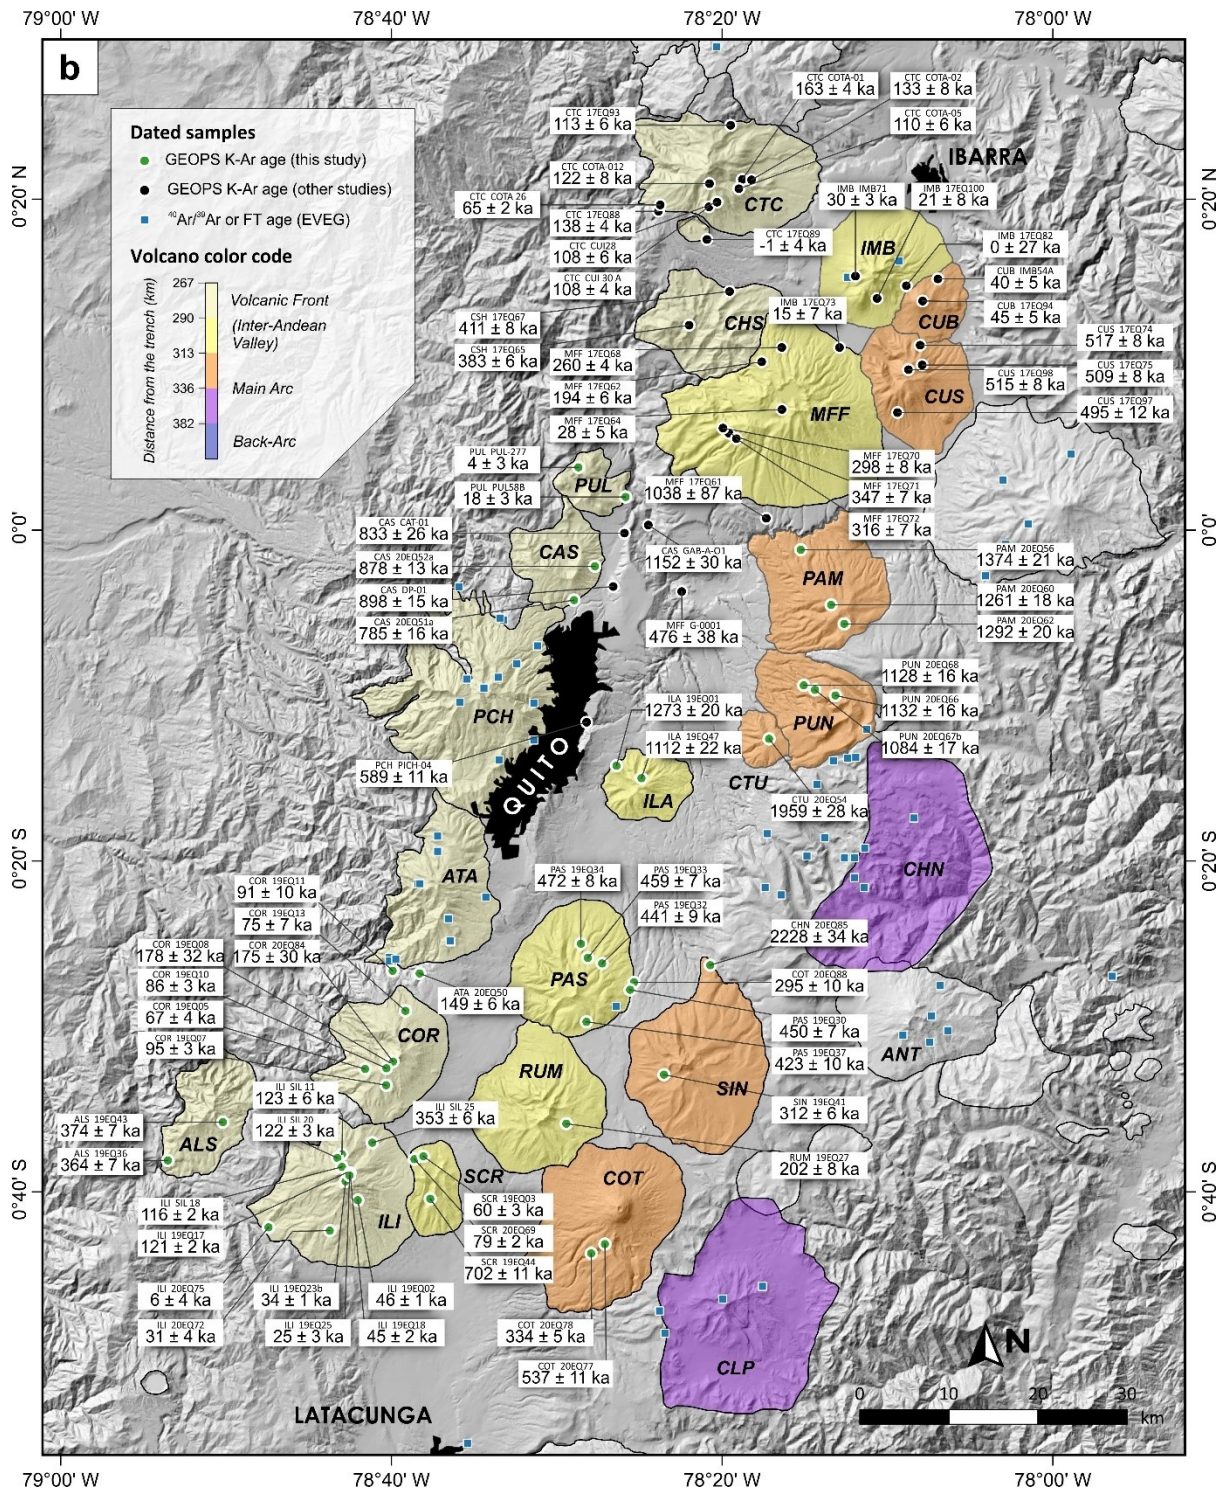 79°00' W
78°40' W
78°20' W
78°00' W
b
Dated samples
GEOPS K-Ar age (this study)
GEOPS K-Ar age (other studies)
⁴⁰Ar/³⁹Ar or FT age (EVEG)
Volcano color code
Distance from the trench (km)
267
290
313
336
382
Volcanic Front
(Inter-Andean
Valley)
Main Arc
Back-Arc
0°20' N
0°0'
0°20' S
0°40' S
0°20' N
0°0'
0°20' S
0°40' S
CTC COTA-01
163 ± 4 ka
CTC COTA-02
133 ± 8 ka
CTC 17EQ93
113 ± 6 ka
CTC COTA-05
110 ± 6 ka
IBARRA
CTC COTA-012
122 ± 8 ka
CTC COTA 26
65 ± 2 ka
CTC
IMB IMB71
30 ± 3 ka
IMB 17EQ100
21 ± 8 ka
CTC 17EQ88
138 ± 4 ka
CTC 17EQ89
-1 ± 4 ka
IMB
IMB 17EQ82
0 ± 27 ka
CTC CUI28
108 ± 6 ka
CUB IMB54A
40 ± 5 ka
CTC CUI 30 A
108 ± 4 ka
IMB 17EQ73
15 ± 7 ka
CUB 17EQ94
45 ± 5 ka
CSH 17EQ67
411 ± 8 ka
CHS
CUB
CUS 17EQ74
517 ± 8 ka
CSH 17EQ65
383 ± 6 ka
MFF 17EQ68
260 ± 4 ka
CUS 17EQ98
515 ± 8 ka
CUS 17EQ75
509 ± 8 ka
MFF 17EQ62
194 ± 6 ka
MFF
CUS
CUS 17EQ97
495 ± 12 ka
MFF 17EQ64
28 ± 5 ka
PUL PUL-277
4 ± 3 ka
MFF 17EQ70
298 ± 8 ka
PUL PUL58B
18 ± 3 ka
PUL
MFF 17EQ61
1038 ± 87 ka
MFF 17EQ71
347 ± 7 ka
CAS CAT-01
833 ± 26 ka
MFF 17EQ72
316 ± 7 ka
CAS
CAS GAB-A-O1
1152 ± 30 ka
PAM 20EQ56
1374 ± 21 ka
CAS 20EQ52a
878 ± 13 ka
PAM
CAS DP-01
898 ± 15 ka
PAM 20EQ60
1261 ± 18 ka
CAS 20EQ51a
785 ± 16 ka
MFF G-0001
476 ± 38 ka
PAM 20EQ62
1292 ± 20 ka
PUN 20EQ68
1128 ± 16 ka
ILA 19EQ01
1273 ± 20 ka
PUN 20EQ66
1132 ± 16 ka
PCH
PUN
ILA 19EQ47
1112 ± 22 ka
PUN 20EQ67b
1084 ± 17 ka
PCH PICH-04
589 ± 11 ka
QUITO
ILA
CTU
CTU 20EQ54
1959 ± 28 ka
ATA
CHN
PAS 19EQ34
472 ± 8 ka
PAS 19EQ33
459 ± 7 ka
COR 19EQ11
91 ± 10 ka
PAS 19EQ32
441 ± 9 ka
COR 19EQ13
75 ± 7 ka
CHN 20EQ85
2228 ± 34 ka
COR 19EQ08
178 ± 32 ka
COR 20EQ84
175 ± 30 ka
COR 19EQ10
86 ± 3 ka
PAS
COT 20EQ88
295 ± 10 ka
ATA 20EQ50
149 ± 6 ka
COR 19EQ05
67 ± 4 ka
PAS 19EQ30
450 ± 7 ka
COR 19EQ07
95 ± 3 ka
COR
ANT
RUM
PAS 19EQ37
423 ± 10 ka
SIN
ILI SIL 11
123 ± 6 ka
ILI SIL 25
353 ± 6 ka
SIN 19EQ41
312 ± 6 ka
ALS 19EQ43
374 ± 7 ka
ALS
ILI SIL 20
122 ± 3 ka
ALS 19EQ36
364 ± 7 ka
RUM 19EQ27
202 ± 8 ka
SCR
COT
ILI SIL 18
116 ± 2 ka
ILI
SCR 19EQ03
60 ± 3 ka
ILI 19EQ17
121 ± 2 ka
SCR 20EQ69
79 ± 2 ka
SCR 19EQ44
702 ± 11 ka
ILI 20EQ75
6 ± 4 ka
ILI 19EQ23b
34 ± 1 ka
ILI 19EQ02
46 ± 1 ka
ILI 20EQ72
31 ± 4 ka
ILI 19EQ25
25 ± 3 ka
ILI 19EQ18
45 ± 2 ka
COT 20EQ78
334 ± 5 ka
COT 20EQ77
537 ± 11 ka
CLP
N
LATACUNGA
0
10
20
30
km
79°00' W
78°40' W
78°20' W
78°00' W